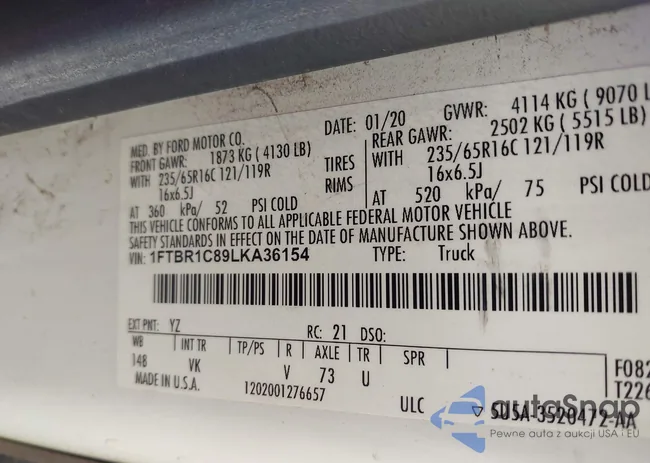 MFD. BY FORD MOTOR CO.
DATE: 01/20 GVWR: 4114 KG ( 9070 L
FRONT GAWR: 1873 KG ( 4130 LB)
REAR GAWR: 2502 KG ( 5515 LB)
WITH 235/65R16C 121/119R TIRES WITH 235/65R16C 121/119R
16x6.5J RIMS 16x6.5J
AT 360 kPa/ 52 PSI COLD AT 520 kPa/ 75 PSI COLD
THIS VEHICLE CONFORMS TO ALL APPLICABLE FEDERAL MOTOR VEHICLE
SAFETY STANDARDS IN EFFECT ON THE DATE OF MANUFACTURE SHOWN ABOVE.
VIN: 1FTBR1C89LKA36154 TYPE: Truck
EXT PNT: YZ RC: 21 DSO:
WB INT TR TP/PS R AXLE TR SPR
148 VK V 73 U
F082
T226
MADE IN U.S.A. 1202001276657 ULC ▽ 5U5A-3520472-AA
autoSnap
Pewne auta z aukcji USA i EU